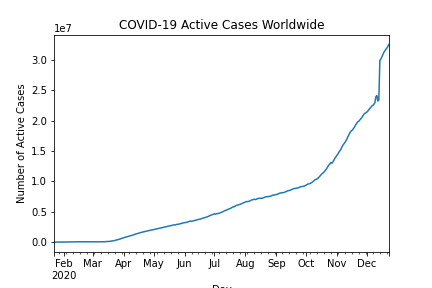 COVID-19 Active Cases Worldwide
1e7
3.0
2.5
2.0
1.5
1.0
0.5
0.0
Number of Active Cases
Feb Mar Apr May Jun Jul Aug Sep Oct Nov Dec
2020